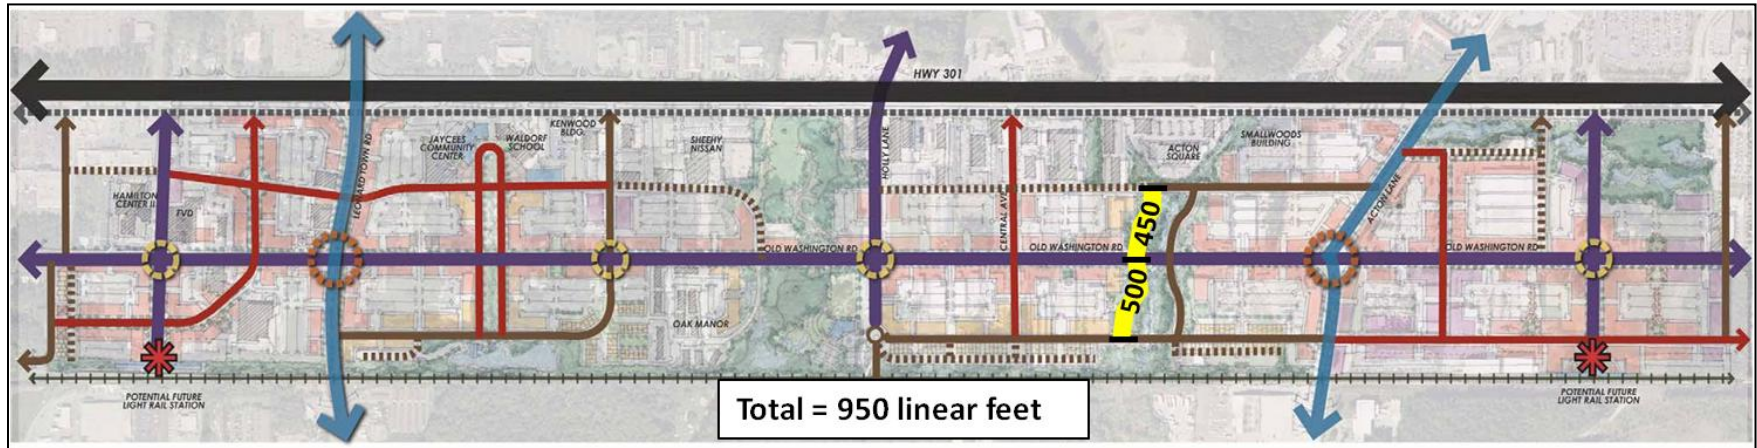 HWY 301
LEONARDTOWN RD
JAYCEES
COMMUNITY
CENTER
WALDORF
SCHOOL
KENWOOD
BLDG.
SHEEHY
NISSAN
HOLLY LANE
CENTRAL AVE
ACTON
SQUARE
SMALLWOODS
BUILDING
ACTON LANE
HAMILTON
CENTER II
FVD
OLD WASHINGTON RD
OLD WASHINGTON RD
OLD WASHINGTON RD
450
500
OAK MANOR
POTENTIAL FUTURE
LIGHT RAIL STATION
Total = 950 linear feet
POTENTIAL FUTURE
LIGHT RAIL STATION